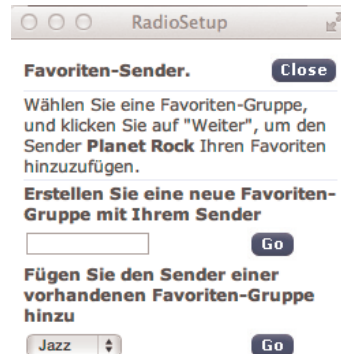 RadioSetup
Favoriten-Sender. Close
Wählen Sie eine Favoriten-Gruppe,
und klicken Sie auf "Weiter", um den
Sender Planet Rock Ihren Favoriten
hinzuzufügen.
Erstellen Sie eine neue Favoriten-
Gruppe mit Ihrem Sender
Go
Fügen Sie den Sender einer
vorhandenen Favoriten-Gruppe
hinzu
Jazz Go